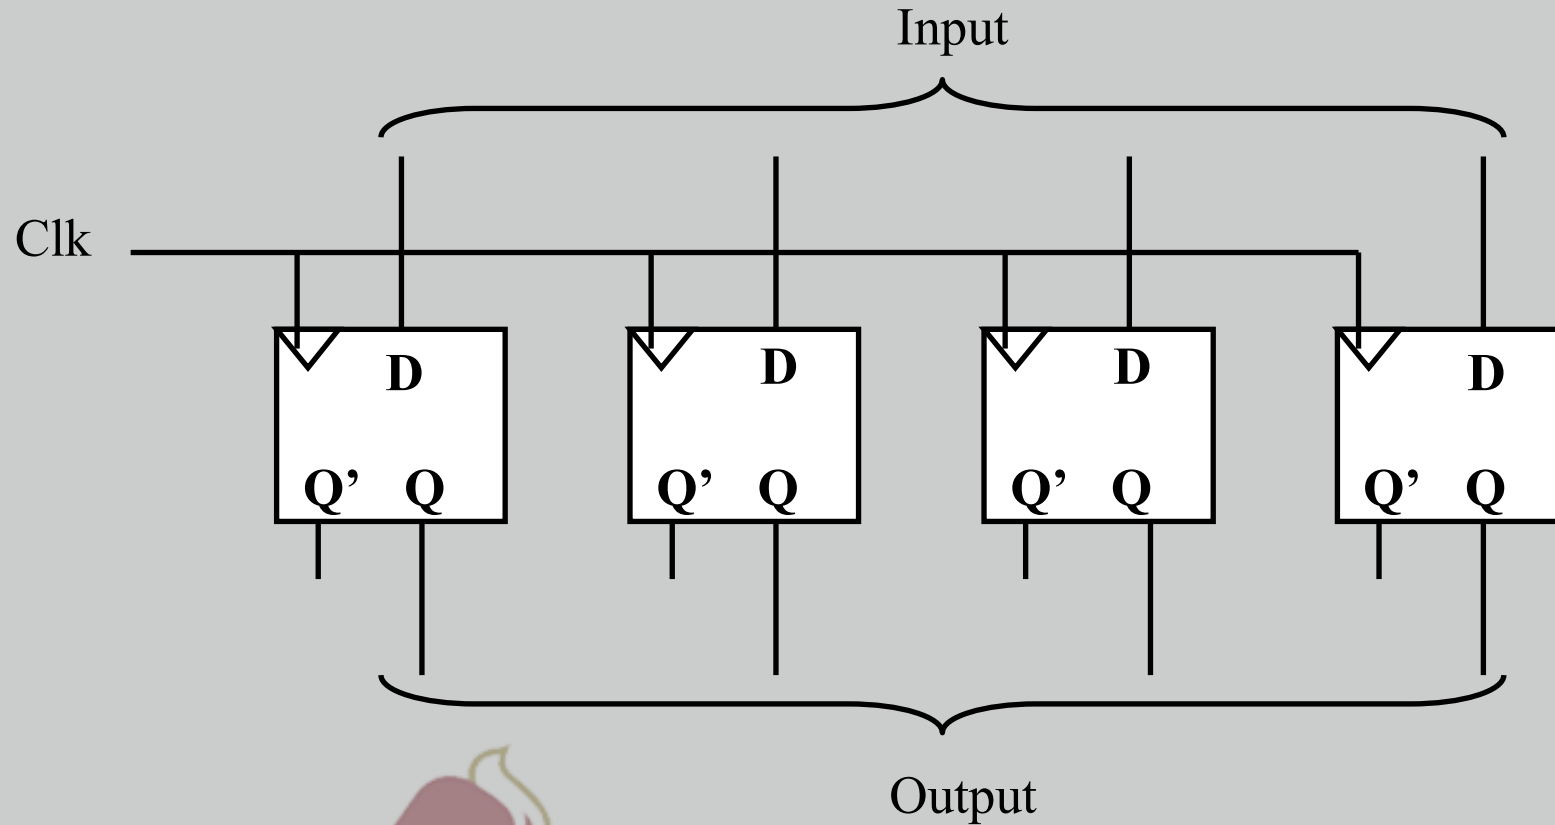 Input
Clk
D D D D
Q’ Q Q’ Q Q’ Q Q’ Q
Output